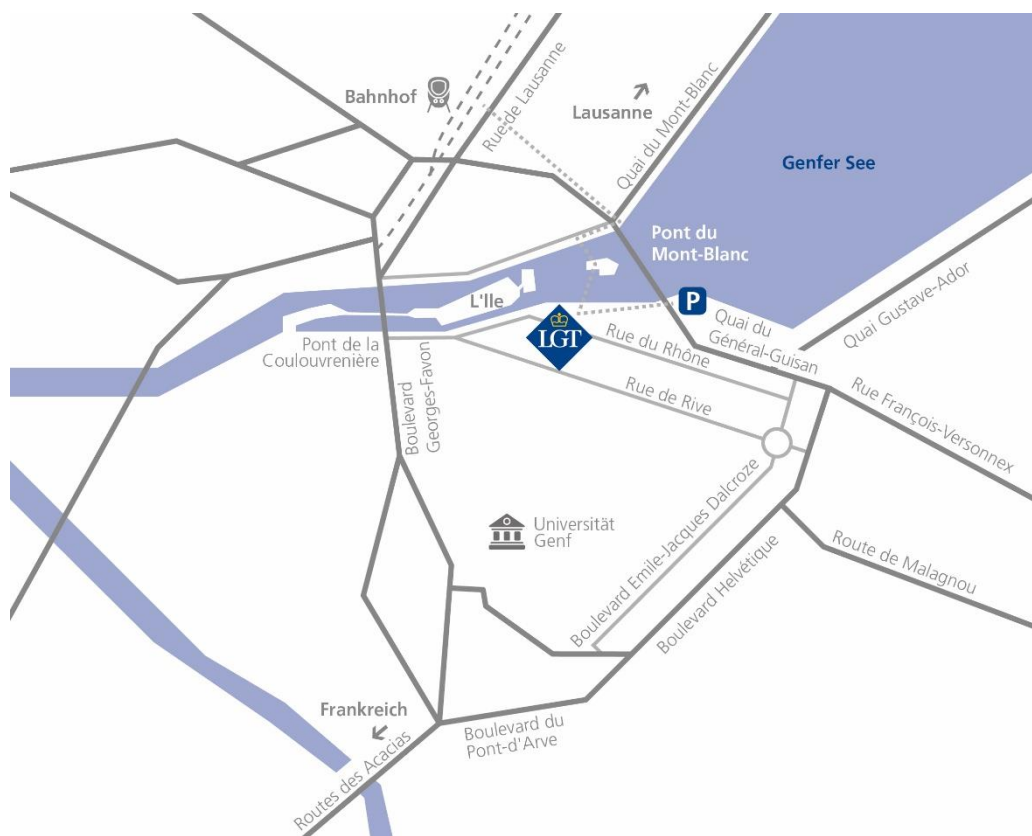 Rue de Lausanne
Bahnhof
Lausanne
Quai du Mont-Blanc
Genfer See
Pont du
Mont-Blanc
L'Ile
P
LGT
Quai du
Général-Guisan
Quai Gustave-Ador
Pont de la
Coulouvrenière
Rue du Rhône
Rue de Rive
Boulevard
Georges-Favon
Rue François-Versonnex
Universität
Genf
Boulevard Emile-Jacques Dalcroze
Boulevard Helvétique
Route de Malagnou
Frankreich
Routes des Acacias
Boulevard du
Pont-d'Arve